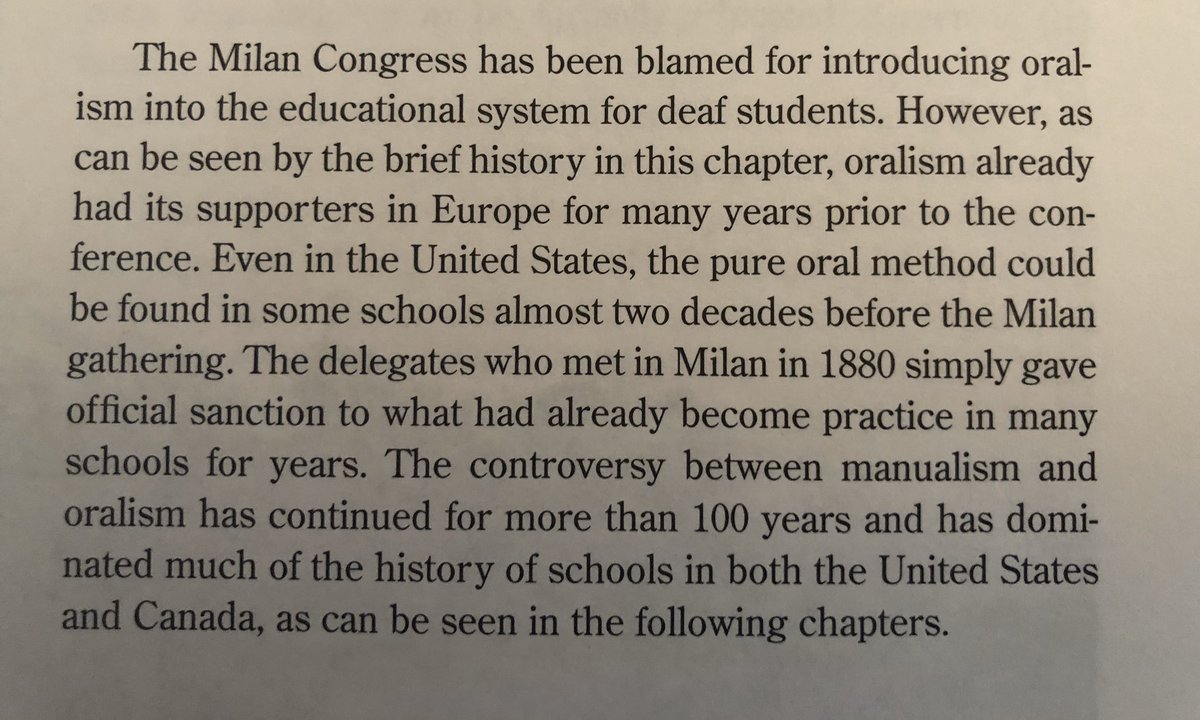 The Milan Congress has been blamed for introducing oral-
ism into the educational system for deaf students. However, as
can be seen by the brief history in this chapter, oralism already
had its supporters in Europe for many years prior to the con-
ference. Even in the United States, the pure oral method could
be found in some schools almost two decades before the Milan
gathering. The delegates who met in Milan in 1880 simply gave
official sanction to what had already become practice in many
schools for years. The controversy between manualism and
oralism has continued for more than 100 years and has domi-
nated much of the history of schools in both the United States
and Canada, as can be seen in the following chapters.